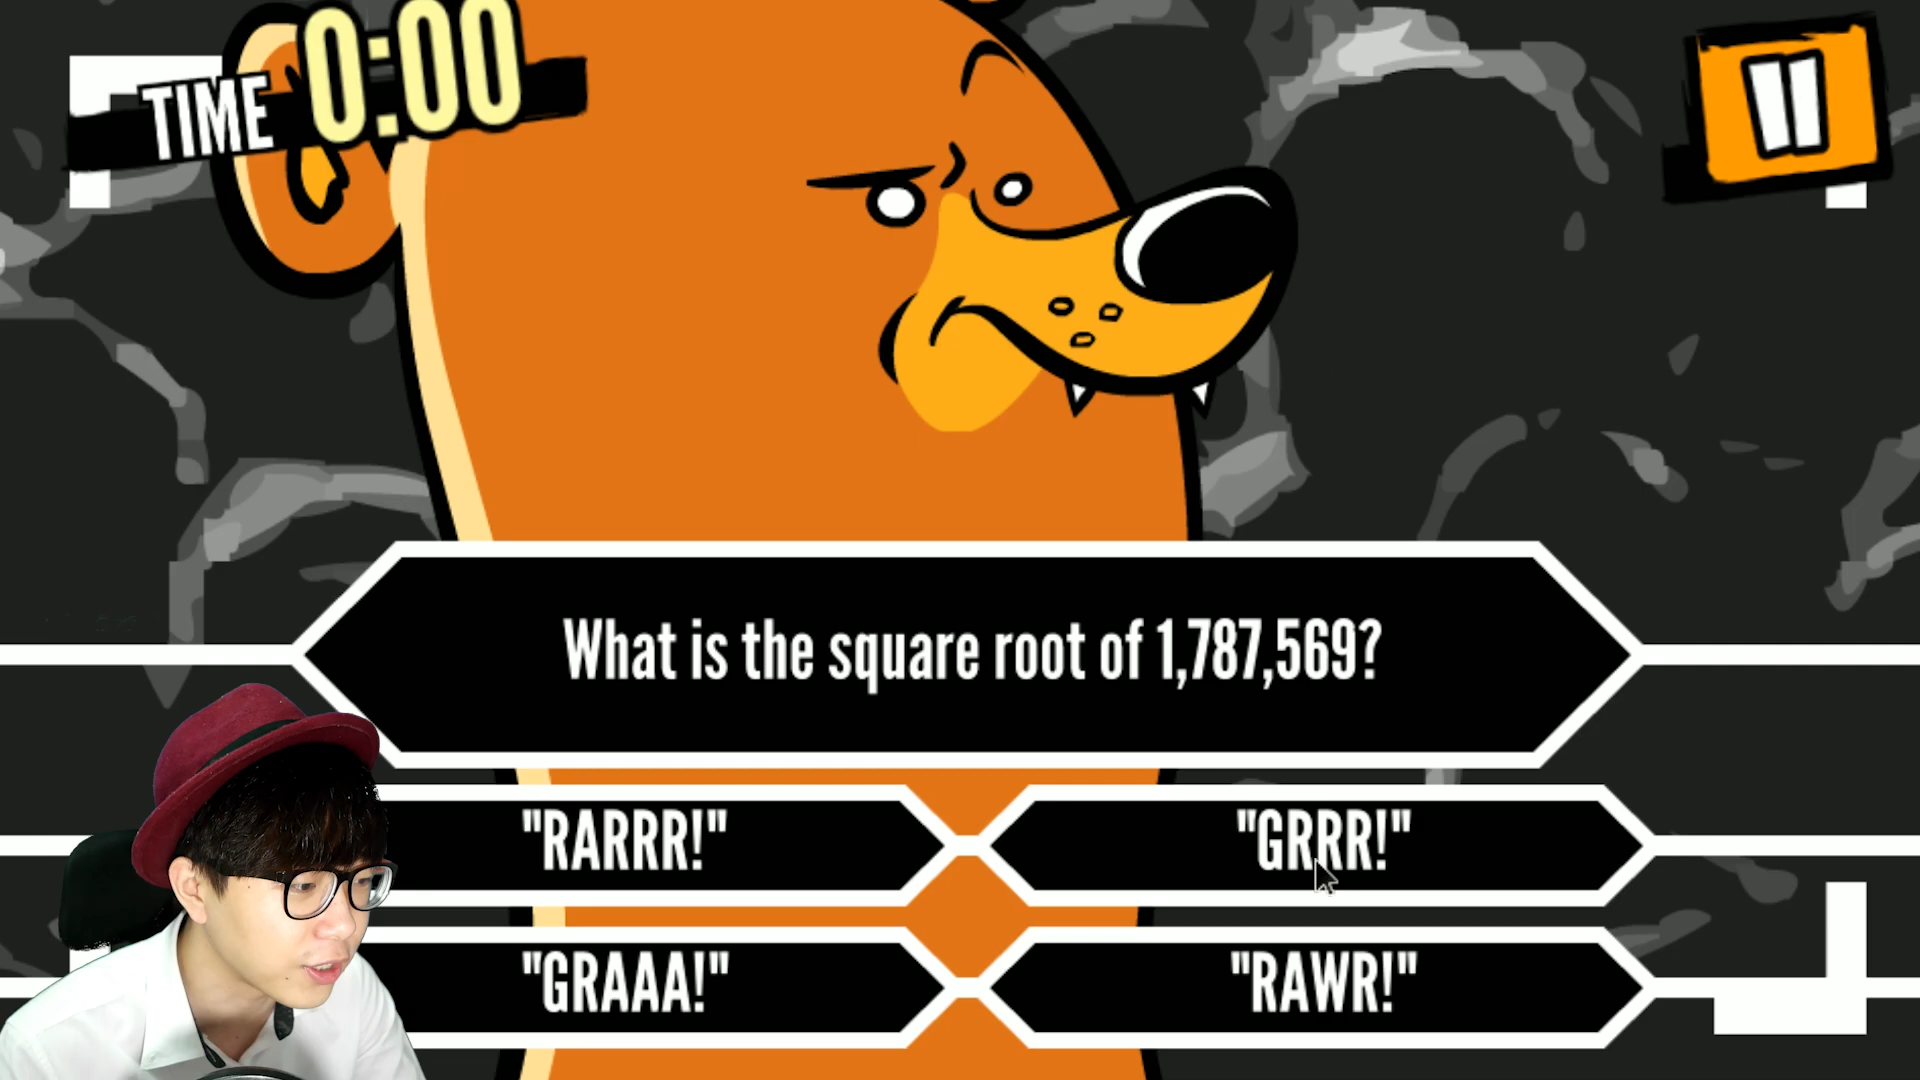 TIME 0:00
What is the square root of 1,787,569?
"RARRR!"
"GRRR!"
"GRAAA!"
"RAWR!"